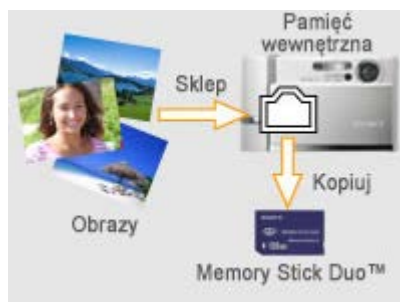 Pamięć
wewnętrzna
Sklep
Kopiuj
Obrazy
Memory Stick Duo™